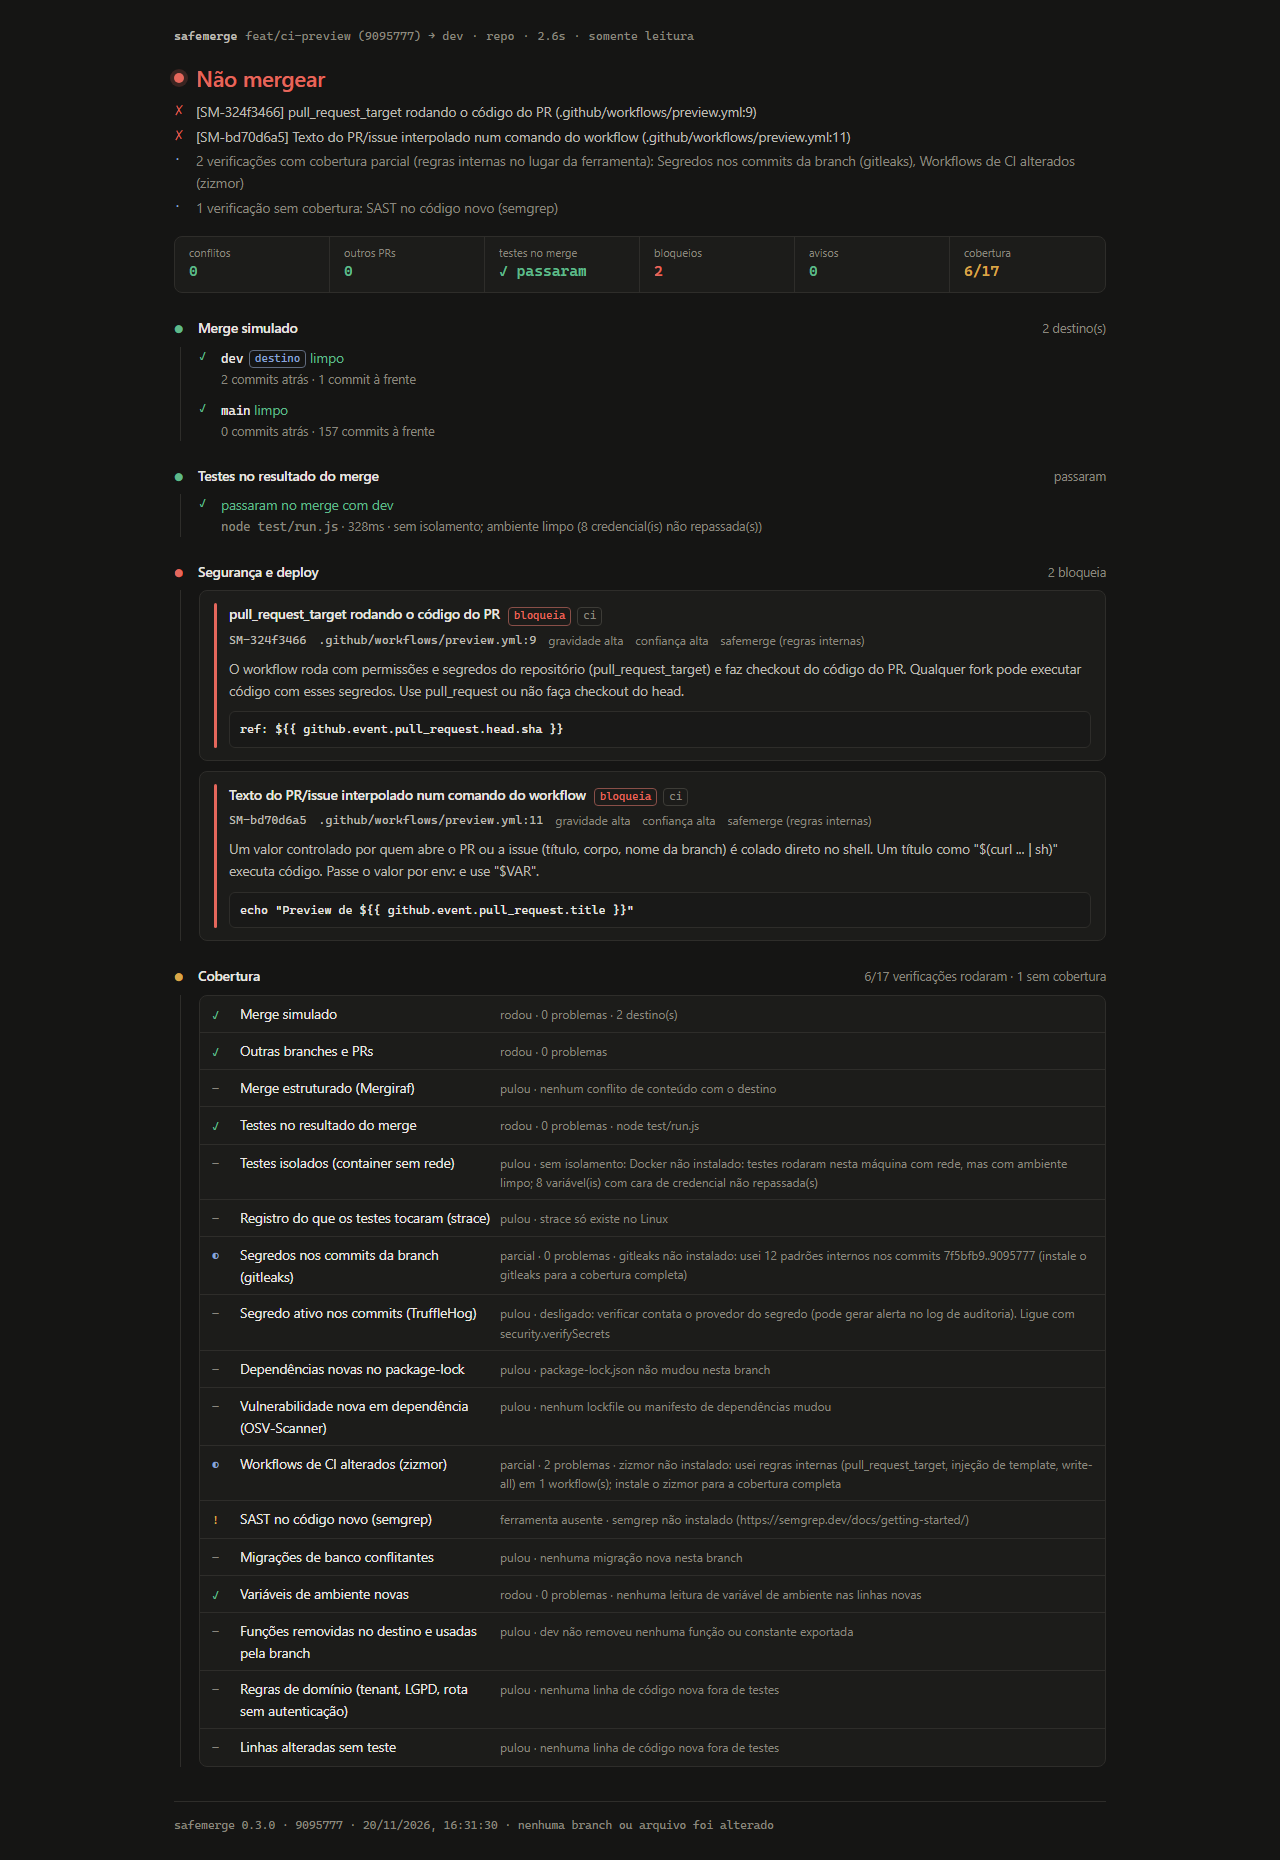 safemerge feat/ci-preview (9095777) → dev · repo · 2.6s · somente leitura
Não mergear
✗ [SM-324f3466] pull_request_target rodando o código do PR (.github/workflows/preview.yml:9)
✗ [SM-bd70d6a5] Texto do PR/issue interpolado num comando do workflow (.github/workflows/preview.yml:11)
· 2 verificações com cobertura parcial (regras internas no lugar da ferramenta): Segredos nos commits da branch (gitleaks), Workflows de CI alterados
(zizmor)
· 1 verificação sem cobertura: SAST no código novo (semgrep)
conflitos
0
outros PRs
0
testes no merge
✓ passaram
bloqueios
2
avisos
0
cobertura
6/17
Merge simulado 2 destino(s)
✓ dev destino limpo
2 commits atrás · 1 commit à frente
✓ main limpo
0 commits atrás · 157 commits à frente
Testes no resultado do merge passaram
✓ passaram no merge com dev
node test/run.js · 328ms · sem isolamento; ambiente limpo (8 credencial(is) não repassada(s))
Segurança e deploy 2 bloqueia
pull_request_target rodando o código do PR bloqueia ci
SM-324f3466 .github/workflows/preview.yml:9 gravidade alta confiança alta safemerge (regras internas)
O workflow roda com permissões e segredos do repositório (pull_request_target) e faz checkout do código do PR. Qualquer fork pode executar
código com esses segredos. Use pull_request ou não faça checkout do head.
ref: ${{ github.event.pull_request.head.sha }}
Texto do PR/issue interpolado num comando do workflow bloqueia ci
SM-bd70d6a5 .github/workflows/preview.yml:11 gravidade alta confiança alta safemerge (regras internas)
Um valor controlado por quem abre o PR ou a issue (título, corpo, nome da branch) é colado direto no shell. Um título como "$(curl ... | sh)"
executa código. Passe o valor por env: e use "$VAR".
echo "Preview de ${{ github.event.pull_request.title }}"
Cobertura 6/17 verificações rodaram · 1 sem cobertura
✓ Merge simulado rodou · 0 problemas · 2 destino(s)
✓ Outras branches e PRs rodou · 0 problemas
– Merge estruturado (Mergiraf) pulou · nenhum conflito de conteúdo com o destino
✓ Testes no resultado do merge rodou · 0 problemas · node test/run.js
– Testes isolados (container sem rede) pulou · sem isolamento: Docker não instalado: testes rodaram nesta máquina com rede, mas com ambiente
limpo; 8 variável(is) com cara de credencial não repassada(s)
– Registro do que os testes tocaram (strace) pulou · strace só existe no Linux
◐ Segredos nos commits da branch
(gitleaks)
parcial · 0 problemas · gitleaks não instalado: usei 12 padrões internos nos commits 7f5bfb9..9095777 (instale o
gitleaks para a cobertura completa)
– Segredo ativo nos commits (TruffleHog) pulou · desligado: verificar contata o provedor do segredo (pode gerar alerta no log de auditoria). Ligue com
security.verifySecrets
– Dependências novas no package-lock pulou · package-lock.json não mudou nesta branch
– Vulnerabilidade nova em dependência
(OSV-Scanner)
pulou · nenhum lockfile ou manifesto de dependências mudou
◐ Workflows de CI alterados (zizmor) parcial · 2 problemas · zizmor não instalado: usei regras internas (pull_request_target, injeção de template, write-
all) em 1 workflow(s); instale o zizmor para a cobertura completa
! SAST no código novo (semgrep) ferramenta ausente · semgrep não instalado (https://semgrep.dev/docs/getting-started/)
– Migrações de banco conflitantes pulou · nenhuma migração nova nesta branch
✓ Variáveis de ambiente novas rodou · 0 problemas · nenhuma leitura de variável de ambiente nas linhas novas
– Funções removidas no destino e usadas
pela branch
pulou · dev não removeu nenhuma função ou constante exportada
– Regras de domínio (tenant, LGPD, rota
sem autenticação)
pulou · nenhuma linha de código nova fora de testes
– Linhas alteradas sem teste pulou · nenhuma linha de código nova fora de testes
safemerge 0.3.0 · 9095777 · 20/11/2026, 16:31:30 · nenhuma branch ou arquivo foi alterado